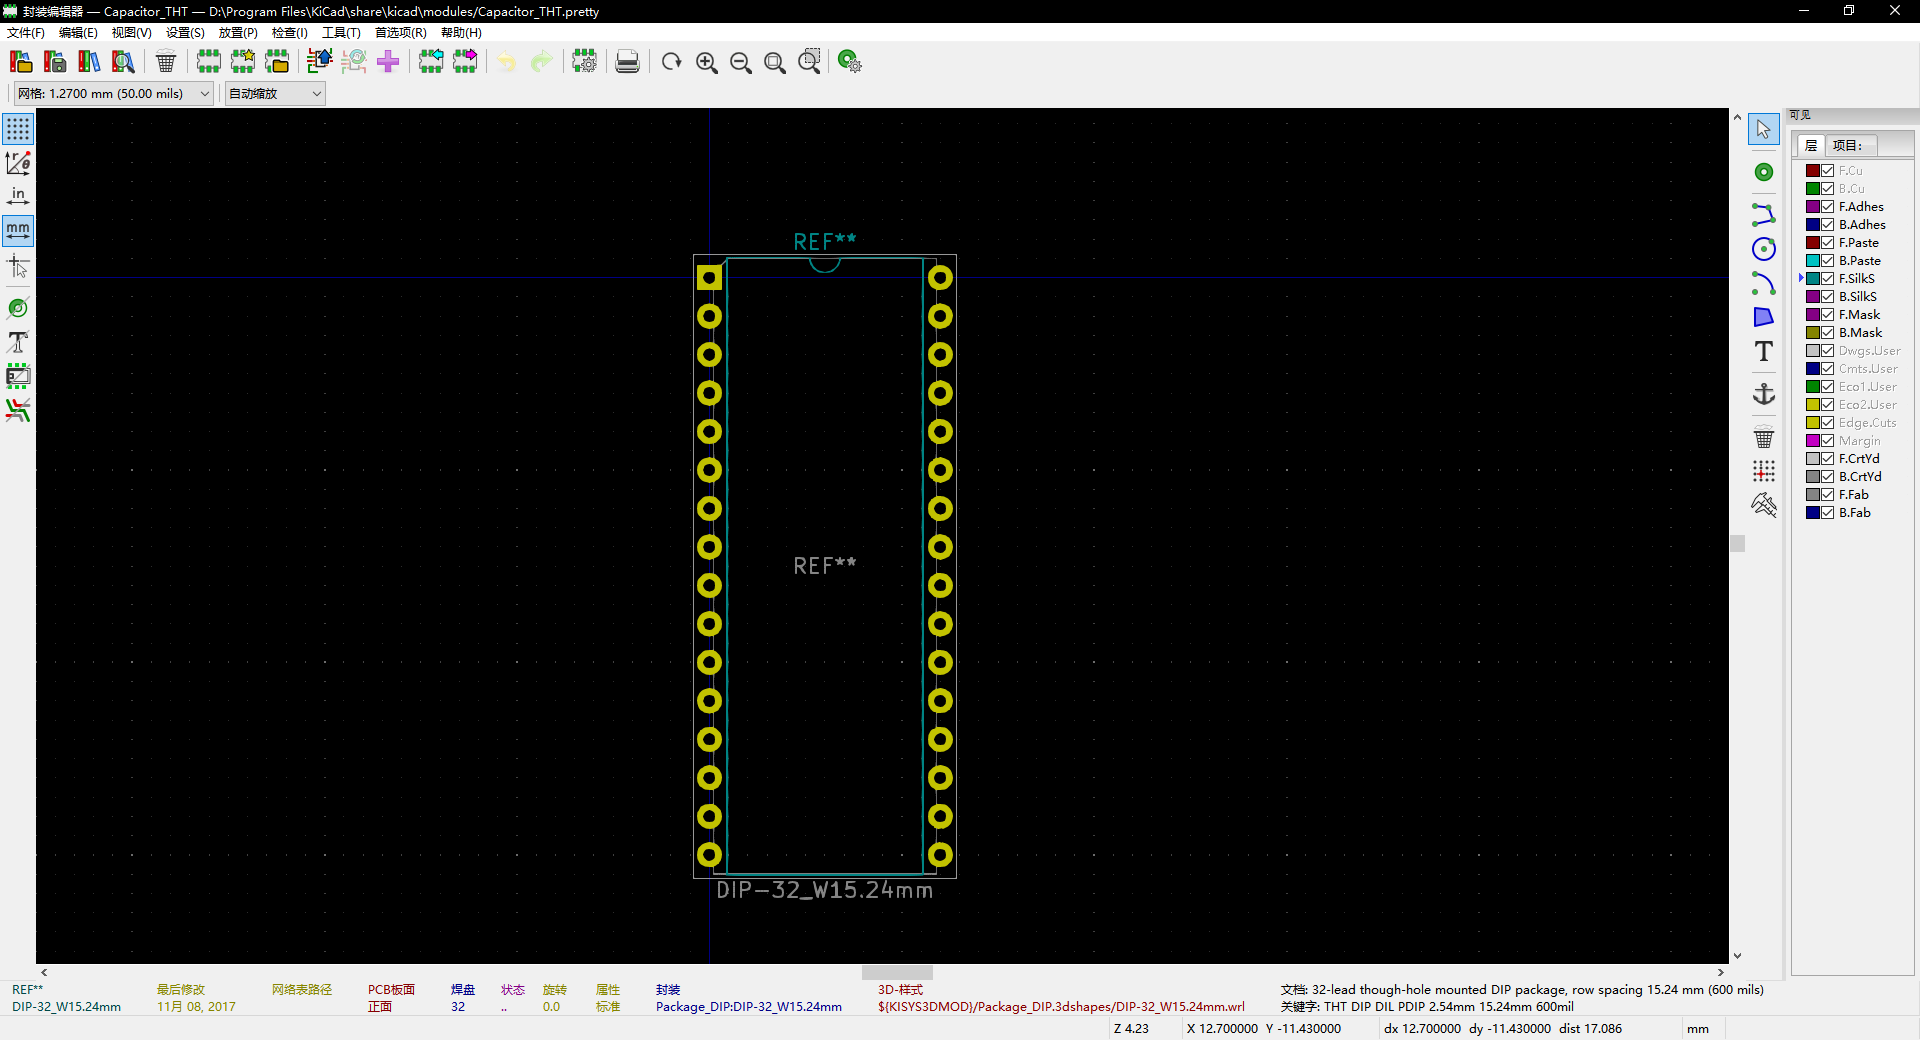 封装编辑器 — Capacitor_THT — D:\Program Files\KiCad\share\kicad\modules/Capacitor_THT.pretty
文件(F) 编辑(E) 视图(V) 设置(S) 放置(P) 检查(I) 工具(T) 首选项(R) 帮助(H)
网格: 1.2700 mm (50.00 mils) 自动缩放
in
mm
REF**
REF**
DIP-32_W15.24mm
可见
层 项目:
F.Cu
B.Cu
F.Adhes
B.Adhes
F.Paste
B.Paste
F.SilkS
B.SilkS
F.Mask
B.Mask
Dwgs.User
Cmts.User
Eco1.User
Eco2.User
Edge.Cuts
Margin
F.CrtYd
B.CrtYd
F.Fab
B.Fab
REF** 最后修改 网络表路径 PCB板面 焊盘 状态 旋转 属性 封装 3D-样式 文档: 32-lead though-hole mounted DIP package, row spacing 15.24 mm (600 mils)
DIP-32_W15.24mm 11月 08, 2017 正面 32 .. 0.0 标准 Package_DIP:DIP-32_W15.24mm ${KISYS3DMOD}/Package_DIP.3dshapes/DIP-32_W15.24mm.wrl 关键字: THT DIP DIL PDIP 2.54mm 15.24mm 600mil
Z 4.23 X 12.700000 Y -11.430000 dx 12.700000 dy -11.430000 dist 17.086 mm